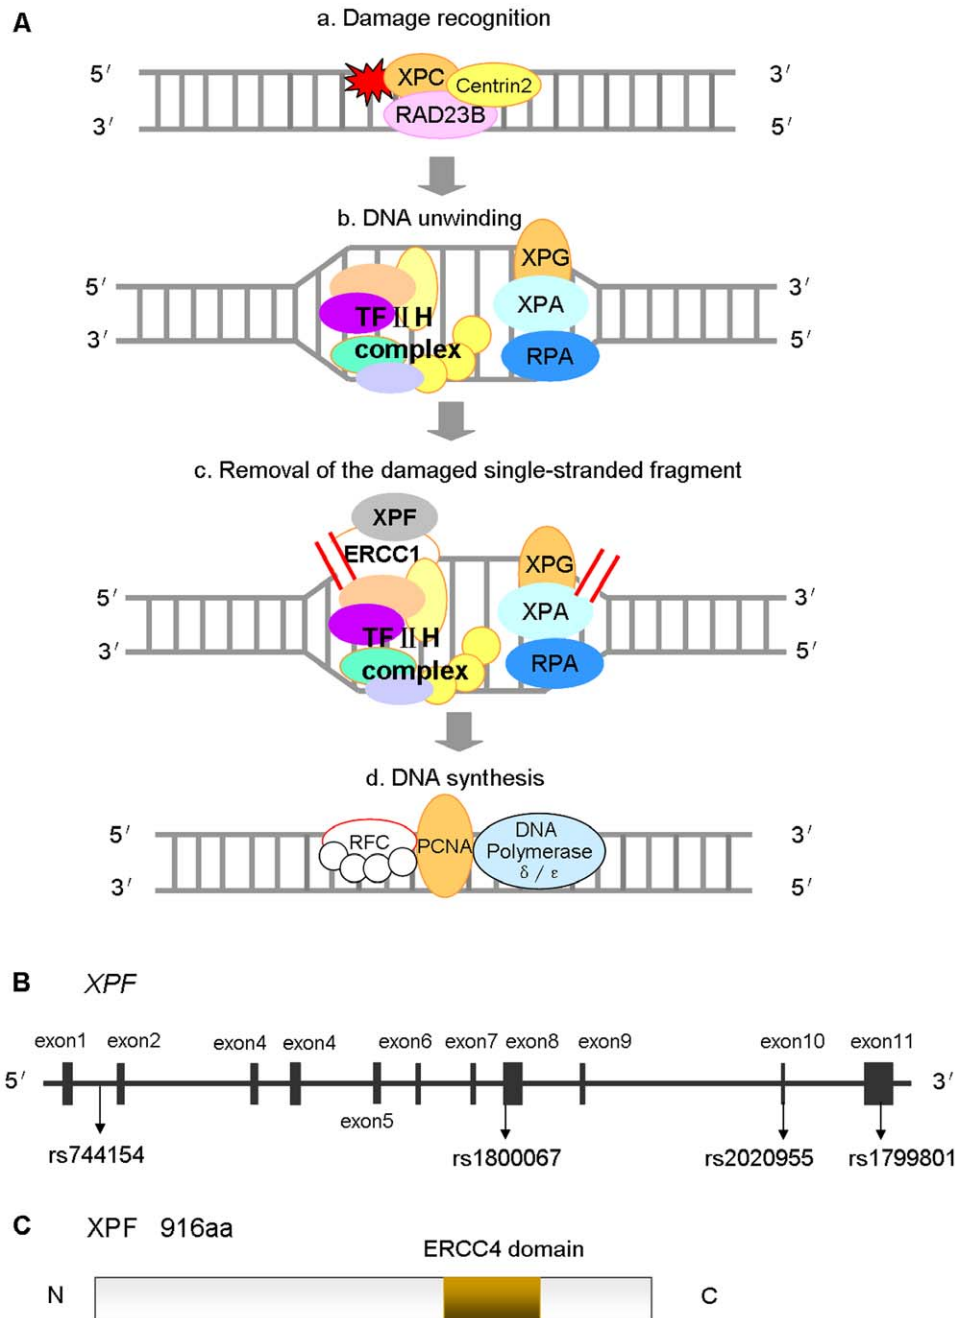 A
a. Damage recognition
5′ XPC Centrin2 3′
3′ RAD23B 5′
b. DNA unwinding
XPG
5′ XPA 3′
TFⅡH
3′ complex RPA 5′
c. Removal of the damaged single-stranded fragment
XPF
ERCC1 XPG
5′ XPA 3′
TFⅡH
3′ complex RPA 5′
d. DNA synthesis
5′ RFC PCNA DNA 3′
Polymerase
3′ δ / ε 5′
B XPF
exon1 exon2 exon4 exon4 exon6 exon7 exon8 exon9 exon10 exon11
5′ 3′
exon5
rs744154 rs1800067 rs2020955 rs1799801
C XPF 916aa
ERCC4 domain
N C